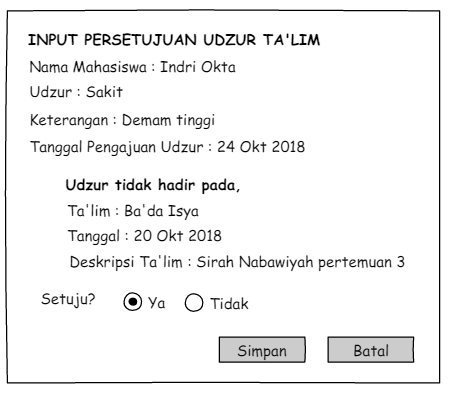 INPUT PERSETUJUAN UDZUR TA'LIM
Nama Mahasiswa : Indri Okta
Udzur : Sakit
Keterangan : Demam tinggi
Tanggal Pengajuan Udzur : 24 Okt 2018
Udzur tidak hadir pada,
Ta'lim : Ba'da Isya
Tanggal : 20 Okt 2018
Deskripsi Ta'lim : Sirah Nabawiyah pertemuan 3
Setuju? Ya Tidak
Simpan Batal